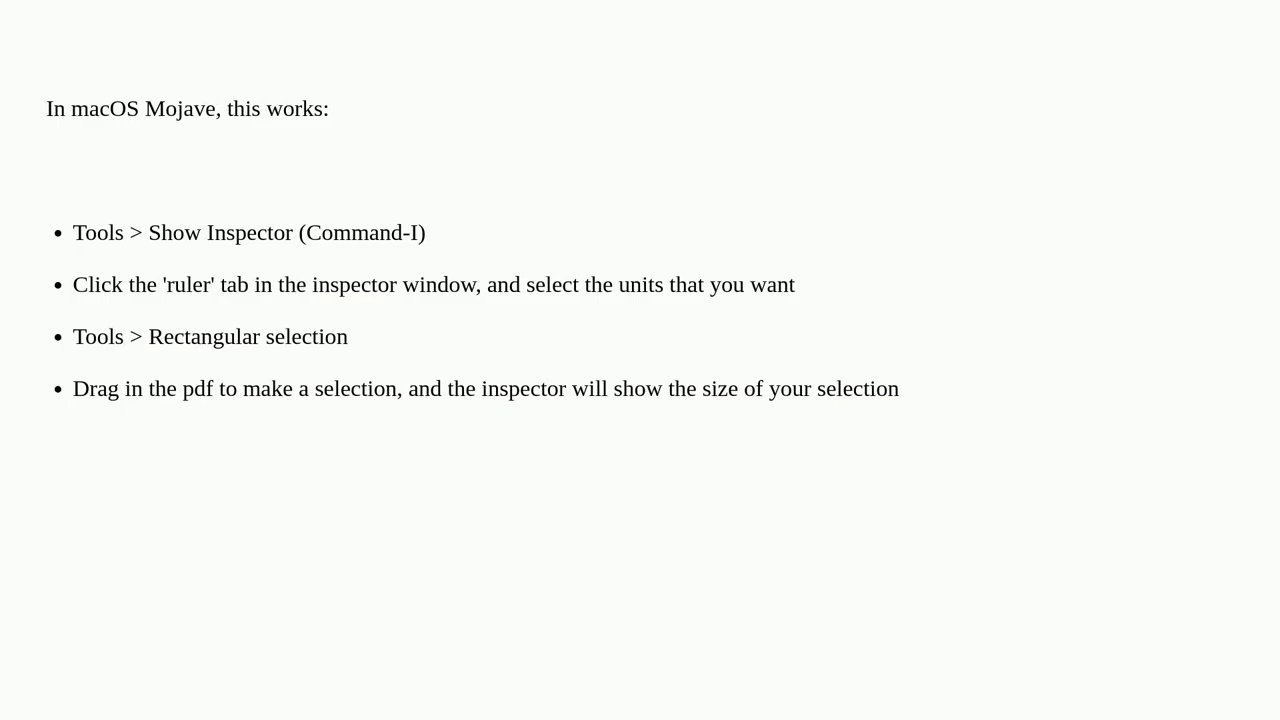 In macOS Mojave, this works:
• Tools > Show Inspector (Command-I)
• Click the 'ruler' tab in the inspector window, and select the units that you want
• Tools > Rectangular selection
• Drag in the pdf to make a selection, and the inspector will show the size of your selection